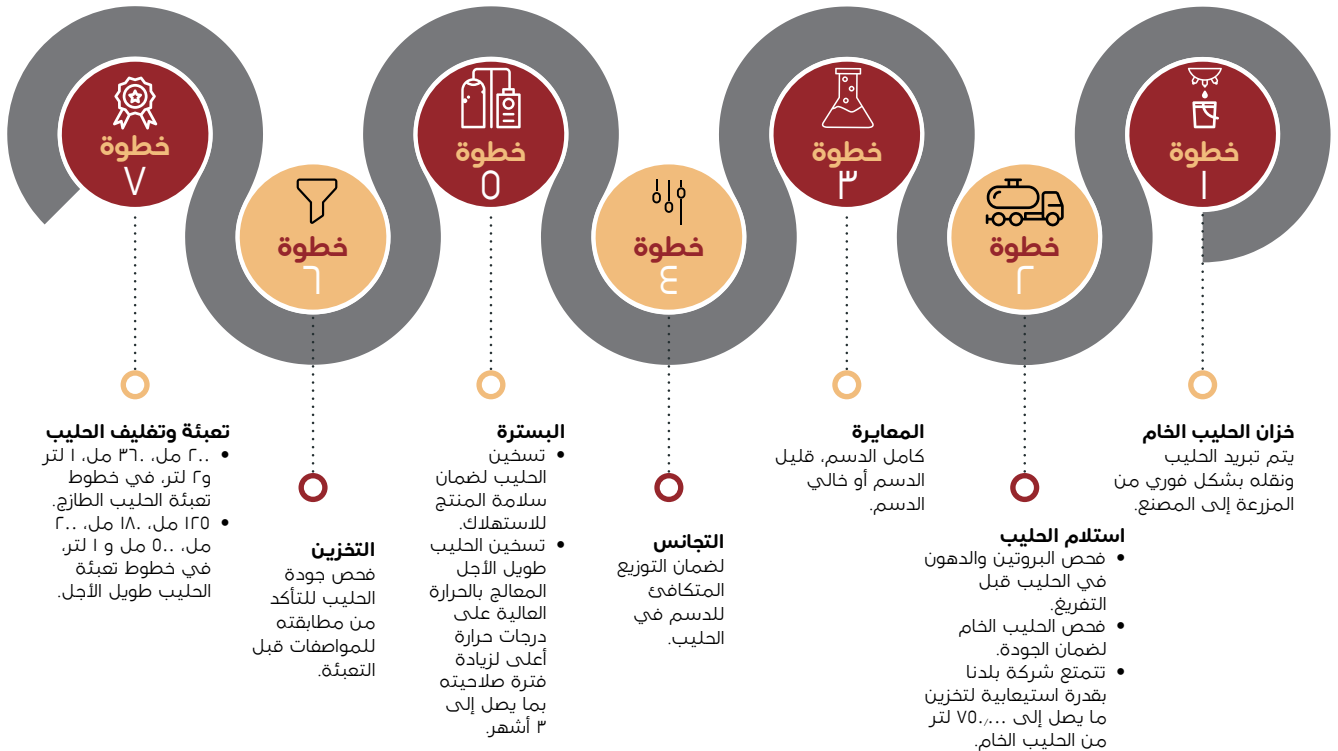 خطوة
١
خزان الحليب الخام
يتم تبريد الحليب
ونقله بشكل فوري من
المزرعة إلى المصنع.
خطوة
٢
استلام الحليب
• فحص البروتين والدهون
في الحليب قبل
التفريغ.
• فحص الحليب الخام
لضمان الجودة.
• تتمتع شركة بلدنا
بقدرة استيعابية لتخزين
ما يصل إلى ٧٥٠٫٠٠٠ لتر
من الحليب الخام.
خطوة
٣
المعايرة
كامل الدسم، قليل
الدسم أو خالي
الدسم.
خطوة
٤
التجانس
لضمان التوزيع
المتكافئ
للدسم في
الحليب.
خطوة
٥
البسترة
• تسخين
الحليب لضمان
سلامة المنتج
للاستهلاك.
• تسخين الحليب
طويل الأجل
المعالج بالحرارة
العالية على
درجات حرارة
أعلى لزيادة
فترة صلاحيته
بما يصل إلى
٣ أشهر.
خطوة
٦
التخزين
فحص جودة
الحليب للتأكد
من مطابقته
للمواصفات قبل
التعبئة.
خطوة
٧
تعبئة وتغليف الحليب
• ٢٠٠ مل، ٣٦٠ مل، ١ لتر
و٢ لتر، في خطوط
تعبئة الحليب الطازج.
• ١٢٥ مل، ١٨٠ مل، ٢٠٠
مل، ٥٠٠ مل و ١ لتر،
في خطوط تعبئة
الحليب طويل الأجل.